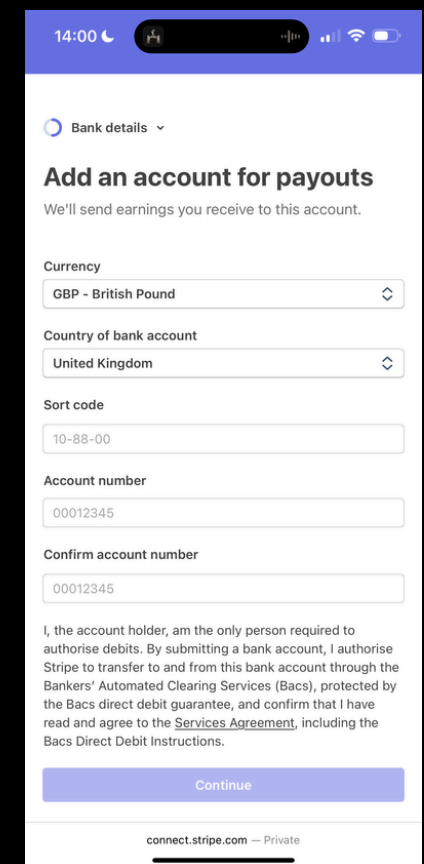 14:00
Bank details
Add an account for payouts
We'll send earnings you receive to this account.
Currency
GBP - British Pound
Country of bank account
United Kingdom
Sort code
10-88-00
Account number
00012345
Confirm account number
00012345
I, the account holder, am the only person required to
authorise debits. By submitting a bank account, I authorise
Stripe to transfer to and from this bank account through the
Bankers' Automated Clearing Services (Bacs), protected by
the Bacs direct debit guarantee, and confirm that I have
read and agree to the Services Agreement, including the
Bacs Direct Debit Instructions.
Continue
connect.stripe.com — Private